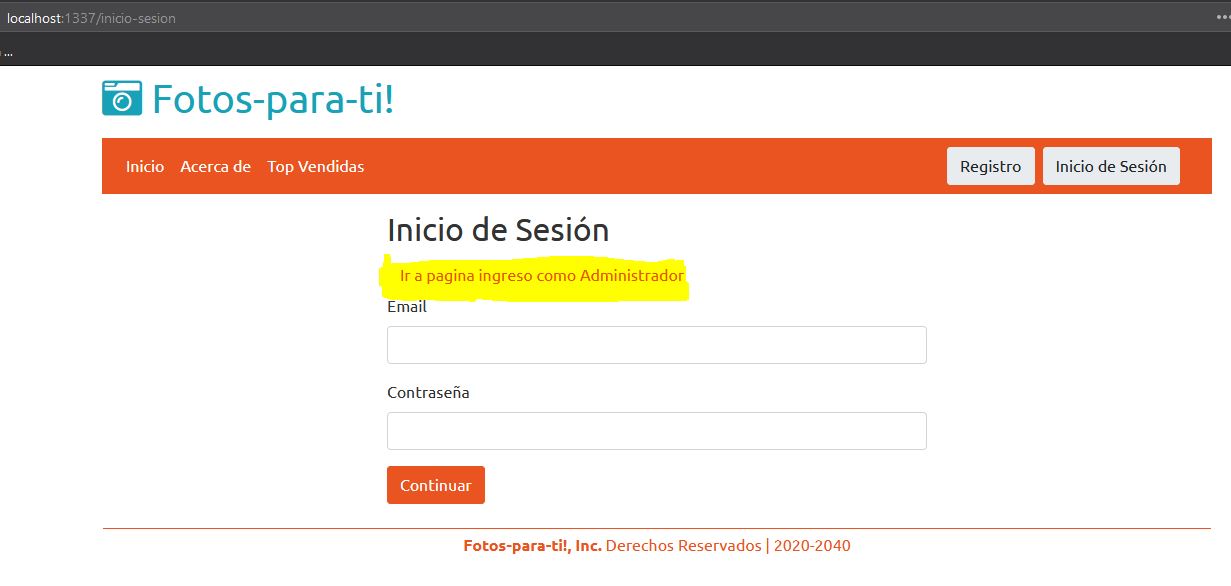 localhost:1337/inicio-sesion
...
Fotos-para-ti!
Inicio Acerca de Top Vendidas Registro Inicio de Sesión
Inicio de Sesión
Ir a pagina ingreso como Administrador
Email
Contraseña
Continuar
Fotos-para-ti!, Inc. Derechos Reservados | 2020-2040